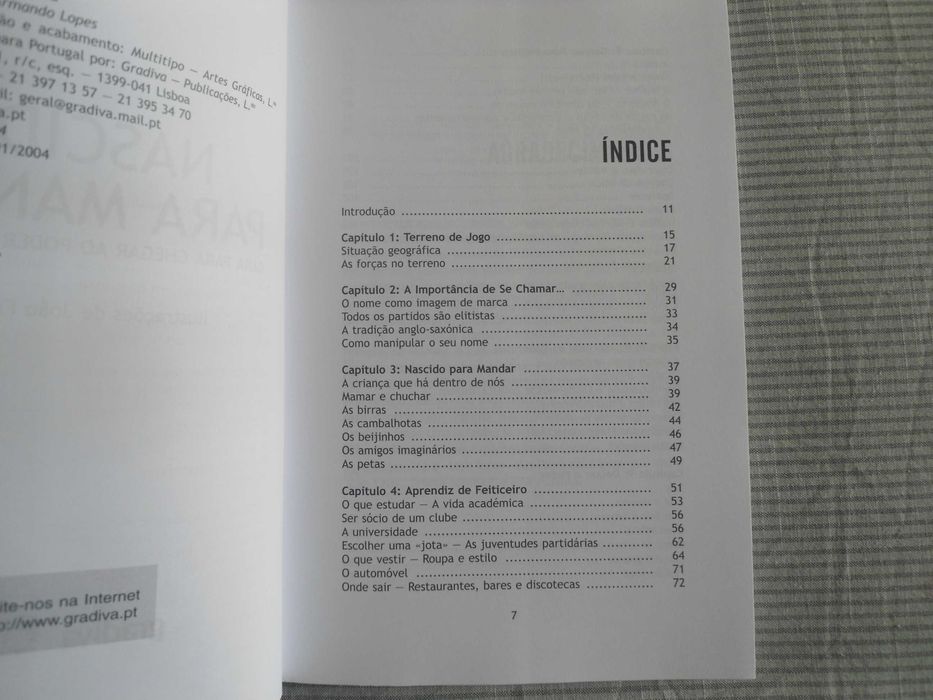 rmando Lopes
ão e acabamento: Multitipo — Artes Gráficas, L.ᵈᵃ
ara Portugal por: Gradiva — Publicações, L.ᵈᵃ
, r/c, esq. — 1399-041 Lisboa
21 397 13 57 — 21 395 34 70
il: geral@gradiva.mail.pt
a.pt
4
1/2004
ite-nos na Internet
p://www.gradiva.pt
ÍNDICE
Introdução ........ 11
Capítulo 1: Terreno de Jogo ........ 15
Situação geográfica ........ 17
As forças no terreno ........ 21
Capítulo 2: A Importância de Se Chamar... ........ 29
O nome como imagem de marca ........ 31
Todos os partidos são elitistas ........ 33
A tradição anglo-saxónica ........ 34
Como manipular o seu nome ........ 35
Capítulo 3: Nascido para Mandar ........ 37
A criança que há dentro de nós ........ 39
Mamar e chuchar ........ 39
As birras ........ 42
As cambalhotas ........ 44
Os beijinhos ........ 46
Os amigos imaginários ........ 47
As petas ........ 49
Capítulo 4: Aprendiz de Feiticeiro ........ 51
O que estudar — A vida académica ........ 53
Ser sócio de um clube ........ 56
A universidade ........ 56
Escolher uma «jota» — As juventudes partidárias ........ 62
O que vestir — Roupa e estilo ........ 64
O automóvel ........ 71
Onde sair — Restaurantes, bares e discotecas ........ 72
7